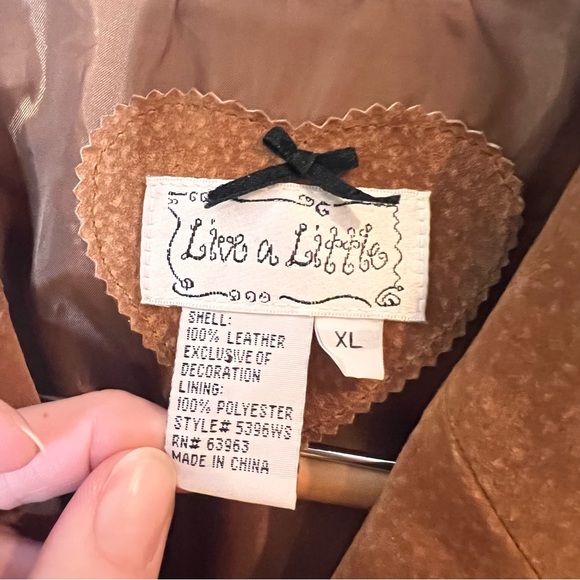 Live a Little
XL
SHELL:
100% LEATHER
EXCLUSIVE OF
DECORATION
LINING:
100% POLYESTER
STYLE# 5396WS
RN# 63963
MADE IN CHINA